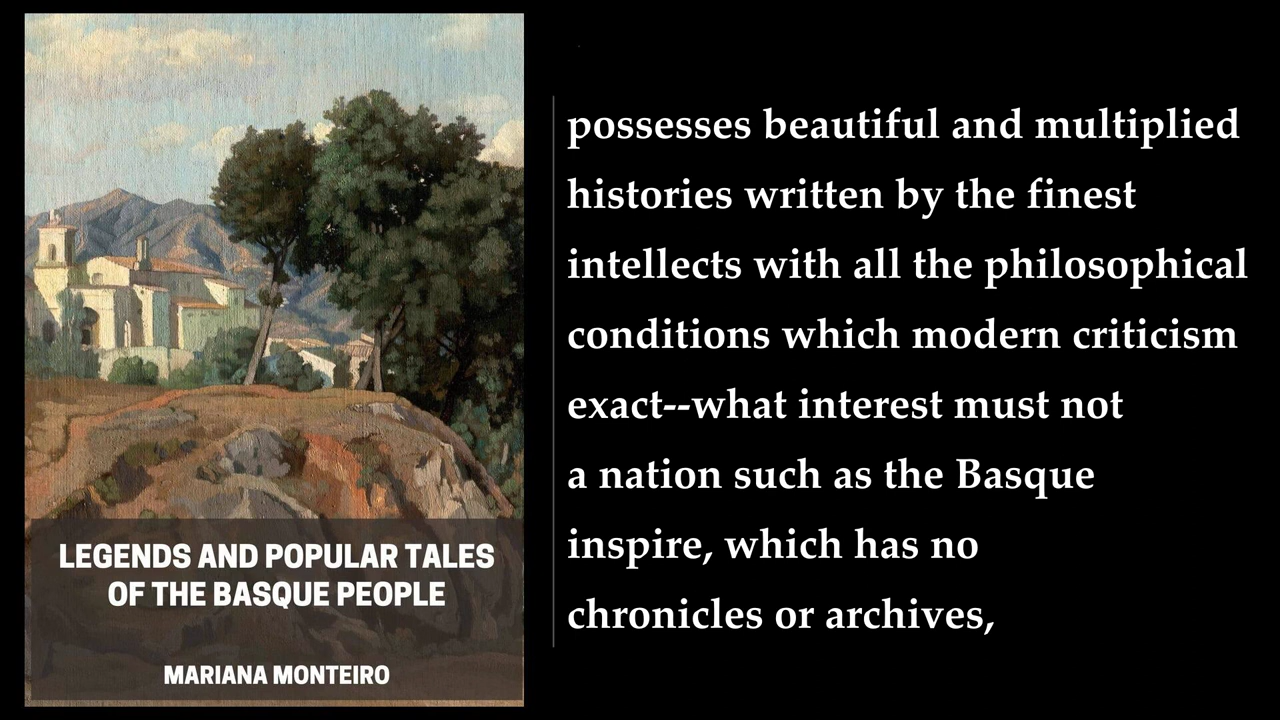 LEGENDS AND POPULAR TALES
OF THE BASQUE PEOPLE
MARIANA MONTEIRO
possesses beautiful and multiplied
histories written by the finest
intellects with all the philosophical
conditions which modern criticism
exact--what interest must not
a nation such as the Basque
inspire, which has no
chronicles or archives,